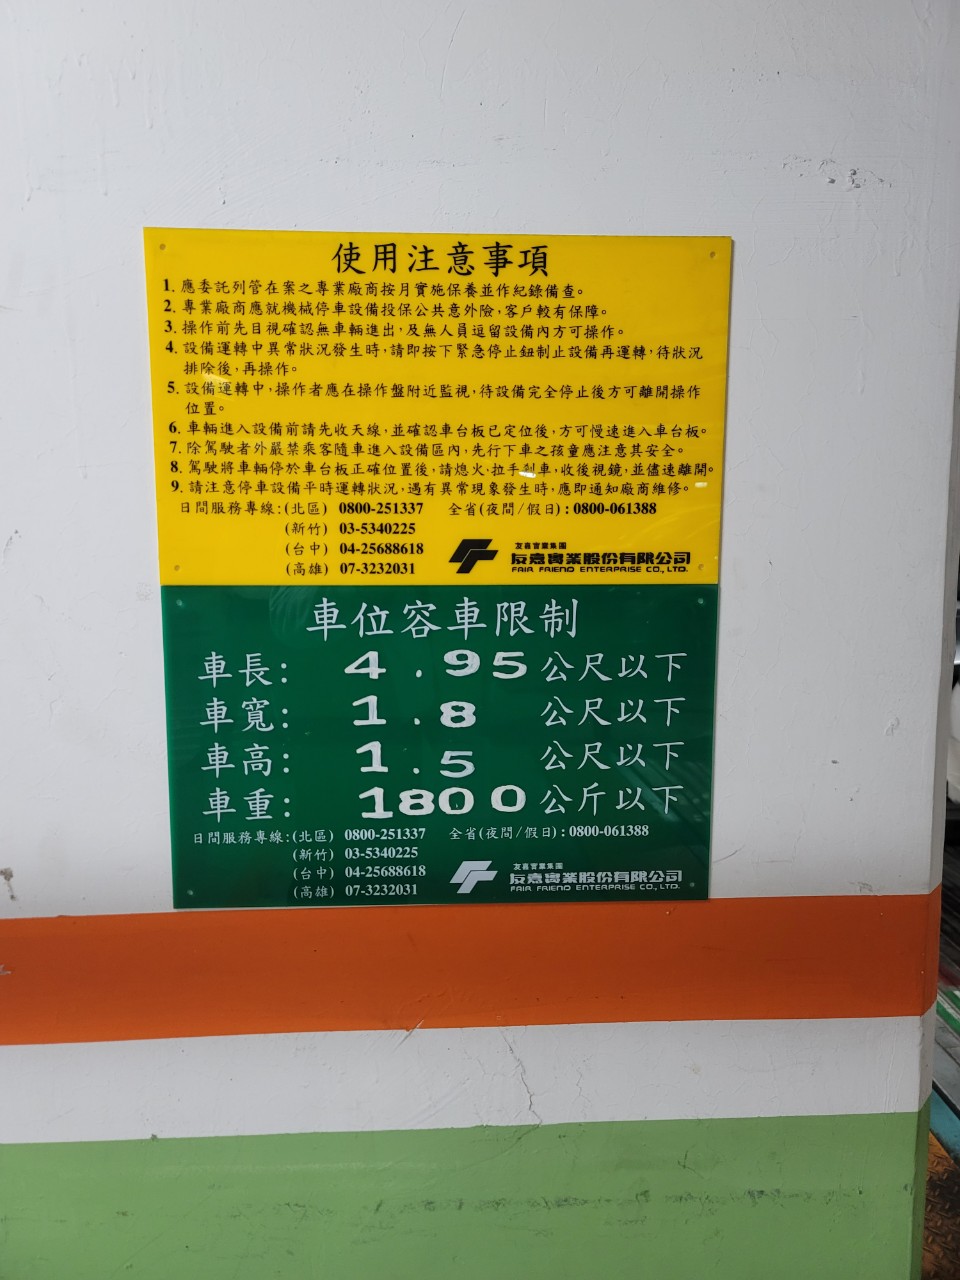 使用注意事項
1. 應委託列管在案之專業廠商按月實施保養並作紀錄備查。
2. 專業廠商應就機械停車設備投保公共意外險,客戶較有保障。
3. 操作前先目視確認無車輛進出,及無人員逗留設備內方可操作。
4. 設備運轉中異常狀況發生時,請即按下緊急停止鈕制止設備再運轉,待狀況
排除後,再操作。
5. 設備運轉中,操作者應在操作盤附近監視,待設備完全停止後方可離開操作
位置。
6. 車輛進入設備前請先收天線,並確認車台板已定位後,方可慢速進入車台板。
7. 除駕駛者外嚴禁乘客隨車進入設備區內,先行下車之孩童應注意其安全。
8. 駕駛將車輛停於車台板正確位置後,請熄火,拉手剎車,收後視鏡,並儘速離開。
9. 請注意停車設備平時運轉狀況,遇有異常現象發生時,應即通知廠商維修。
日間服務專線:(北區) 0800-251337 全省(夜間/假日):0800-061388
(新竹) 03-5340225
(台中) 04-25688618
(高雄) 07-3232031
友嘉實業集團
友嘉實業股份有限公司
FAIR FRIEND ENTERPRISE CO., LTD.
車位容車限制
車長: 4.95 公尺以下
車寬: 1.8 公尺以下
車高: 1.5 公尺以下
車重: 1800 公斤以下
日間服務專線:(北區) 0800-251337 全省(夜間/假日):0800-061388
(新竹) 03-5340225
(台中) 04-25688618
(高雄) 07-3232031
友嘉實業集團
友嘉實業股份有限公司
FAIR FRIEND ENTERPRISE CO., LTD.